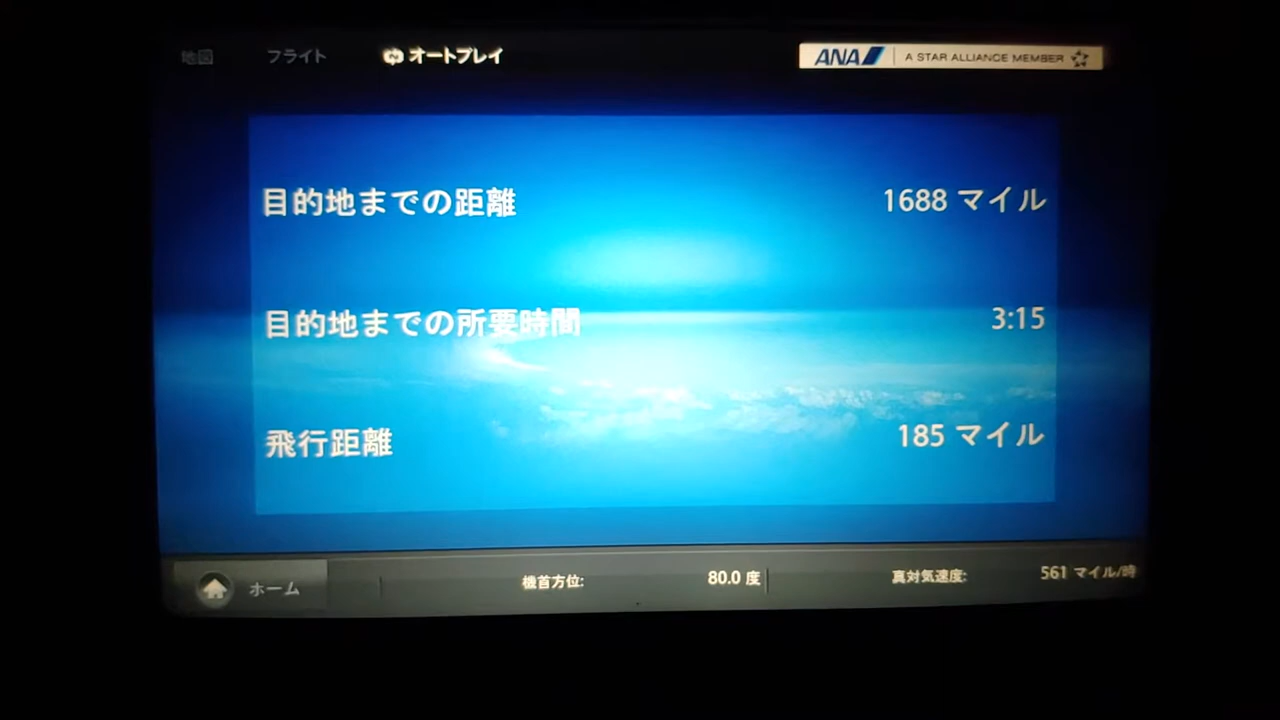 地図 フライト オートプレイ ANA A STAR ALLIANCE MEMBER
目的地までの距離 1688 マイル
目的地までの所要時間 3:15
飛行距離 185 マイル
ホーム 機首方位: 80.0 度 真対気速度: 561 マイル/時